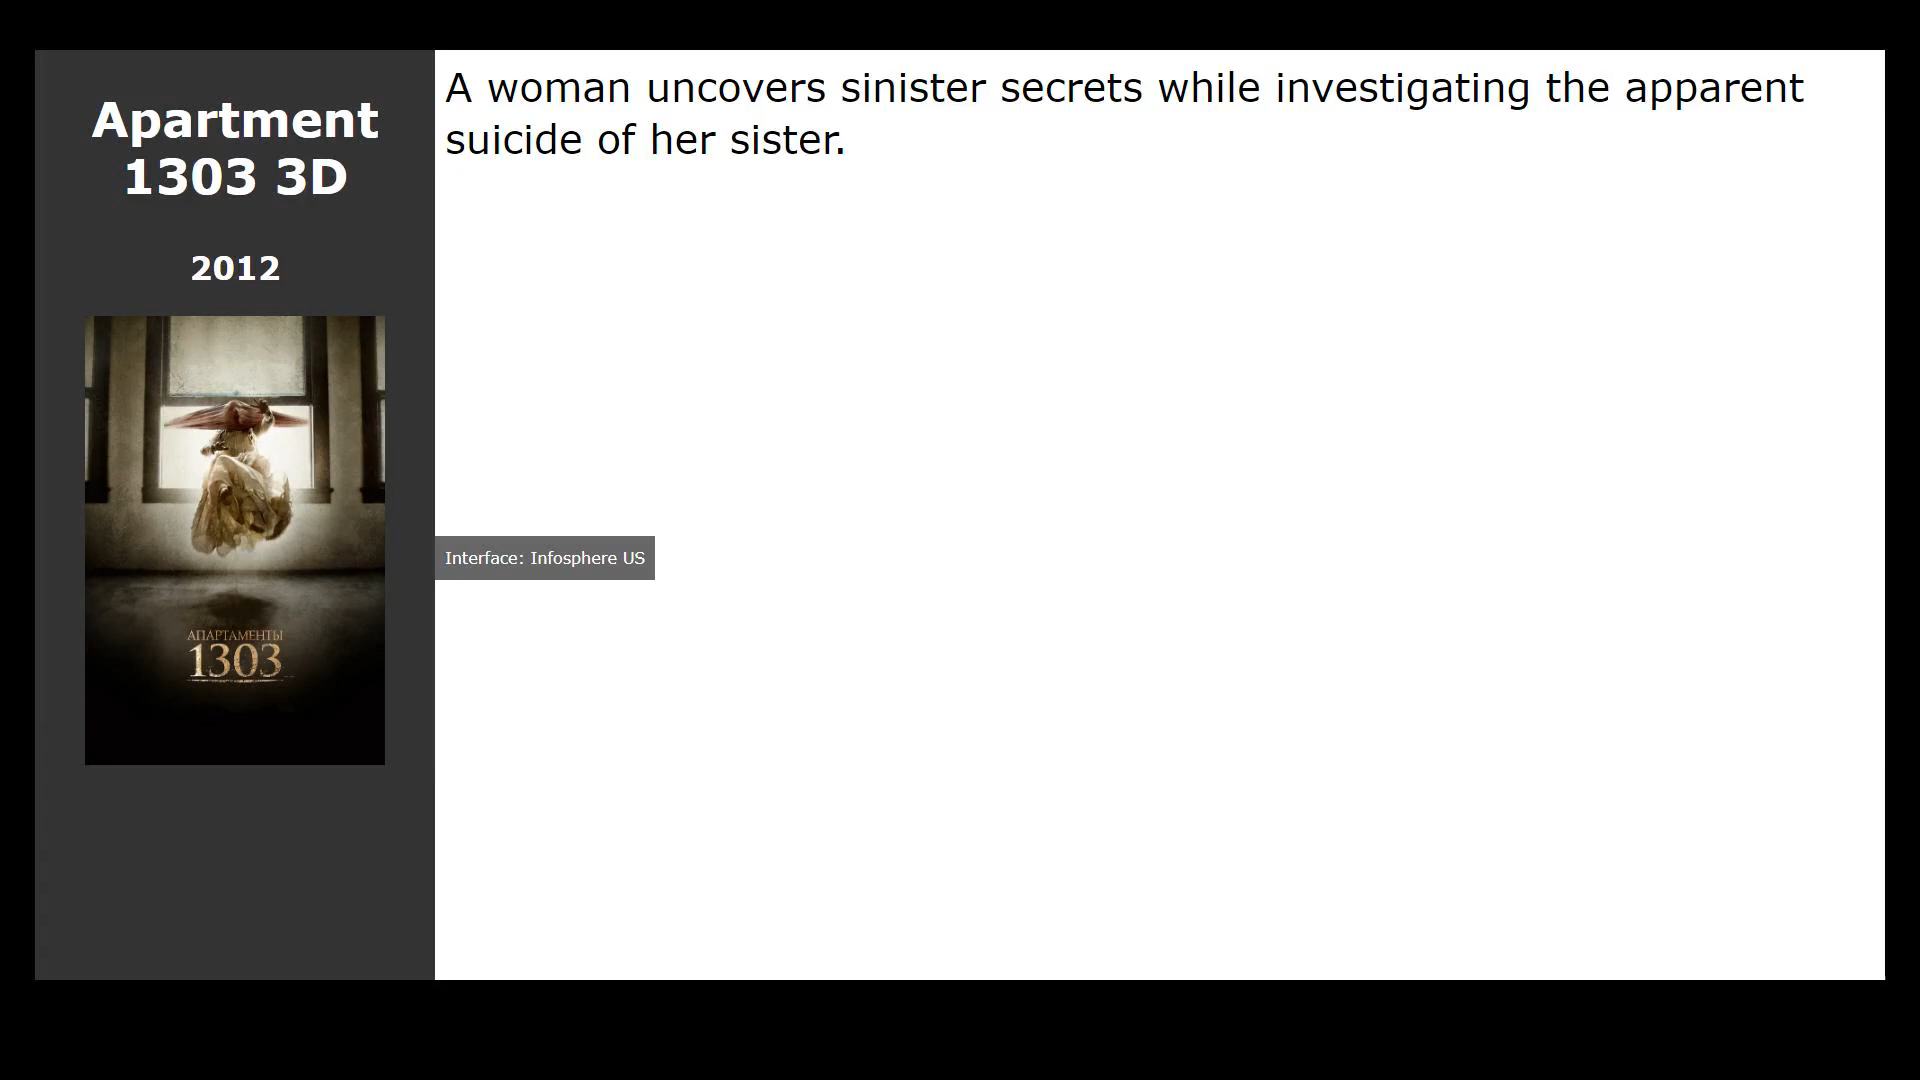 Apartment
1303 3D
2012
АПАРТАМЕНТЫ
1303
A woman uncovers sinister secrets while investigating the apparent
suicide of her sister.
Interface: Infosphere US